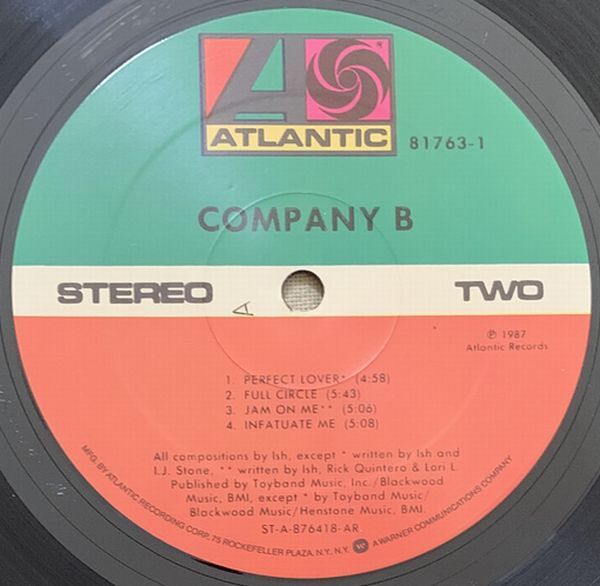 ATLANTIC
81763-1
COMPANY B
STEREO
TWO
A
℗ 1987
Atlantic Records
1. PERFECT LOVER* (4:58)
2. FULL CIRCLE (5:43)
3. JAM ON ME** (5:06)
4. INFATUATE ME (5:08)
All compositions by Ish, except * written by Ish and
I.J. Stone, ** written by Ish, Rick Quintero & Lori L.
Published by Toyband Music, Inc./Blackwood
Music, BMI, except * by Toyband Music/
Blackwood Music/Henstone Music, BMI.
ST-A-876418-AR
MFG. BY ATLANTIC RECORDING CORP., 75 ROCKEFELLER PLAZA, N.Y., N.Y. A WARNER COMMUNICATIONS COMPANY